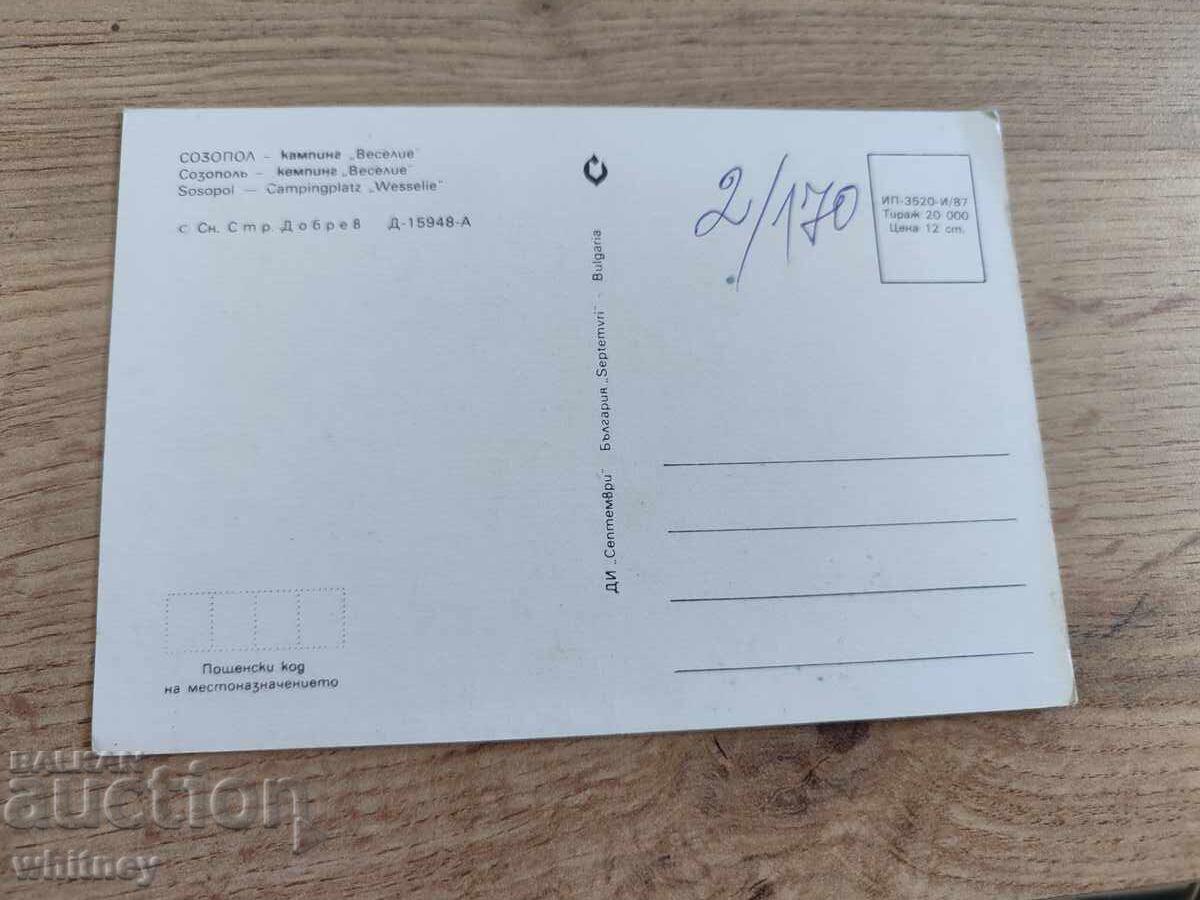 СОЗОПОЛ – кампинг „Веселие"
Созополь – кемпинг „Веселие"
Sosopol — Campingplatz „Wesselie"
с Сн. Стр. Добрев Д-15948-А
ДИ „Септември" България „Septemvri" - Bulgaria
2/170
ИП-3520-И/87
Тираж 20 000
Цена 12 ст.
Пощенски код
на местоназначението
BALKAN
auction
whitney